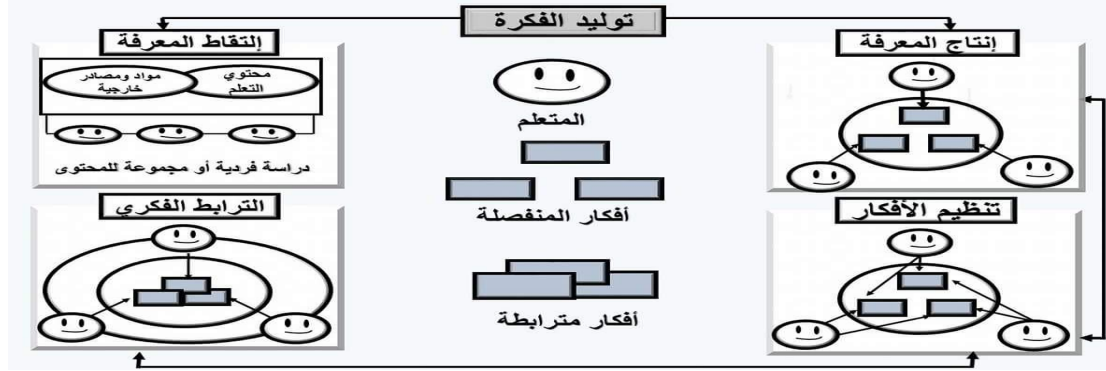 توليد الفكرة
إنتاج المعرفة
إلتقاط المعرفة
محتوي
التعلم
مواد ومصادر
خارجية
دراسة فردية أو مجموعة للمحتوى
المتعلم
أفكار المنفصلة
أفكار مترابطة
تنظيم الأفكار
الترابط الفكري